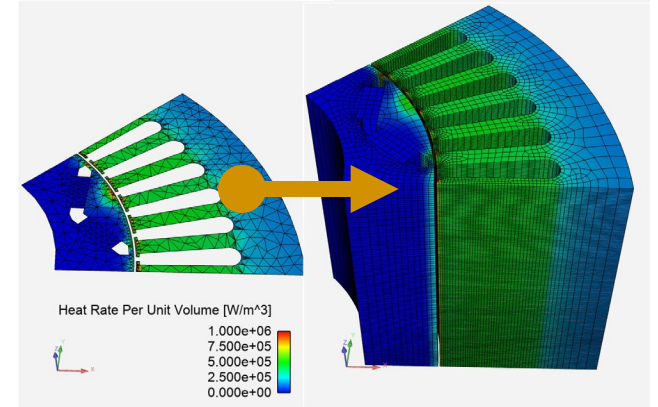 Heat Rate Per Unit Volume [W/m^3]
1.000e+06
7.500e+05
5.000e+05
2.500e+05
0.000e+00
Y
Z
X
Y
Z
X